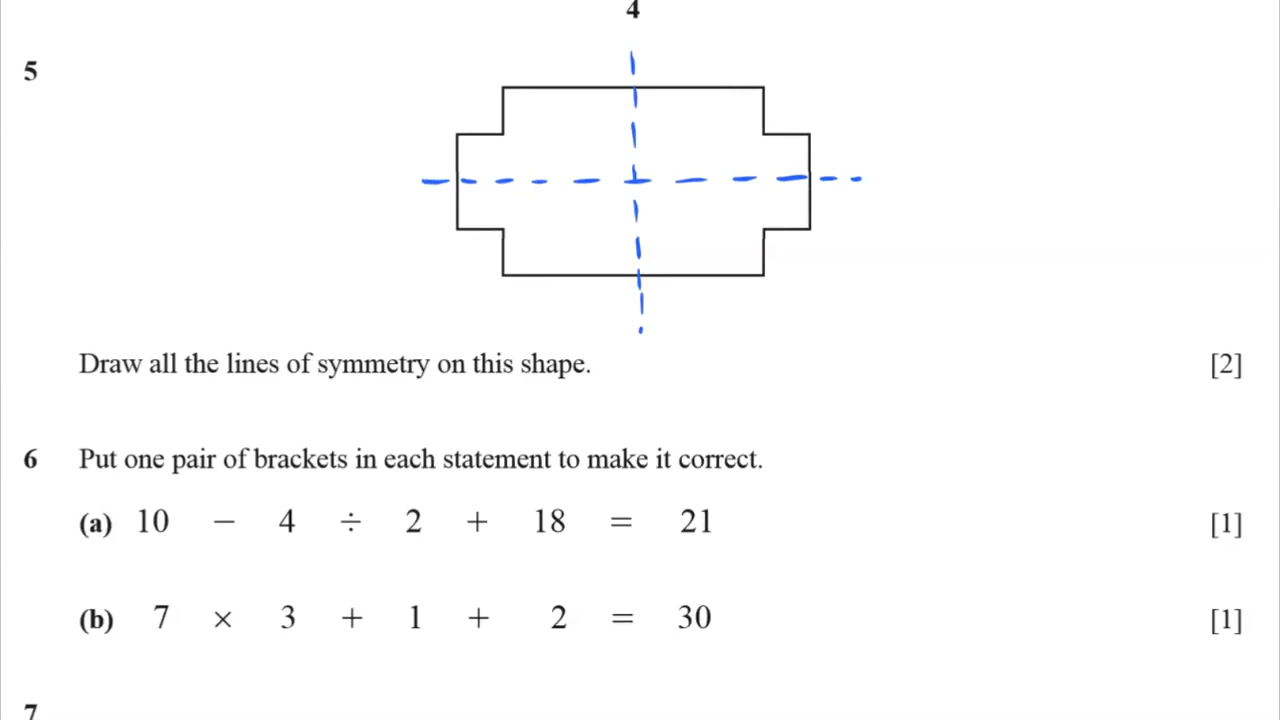 4
5
Draw all the lines of symmetry on this shape. [2]
6 Put one pair of brackets in each statement to make it correct.
(a) 10 − 4 ÷ 2 + 18 = 21 [1]
(b) 7 × 3 + 1 + 2 = 30 [1]
7